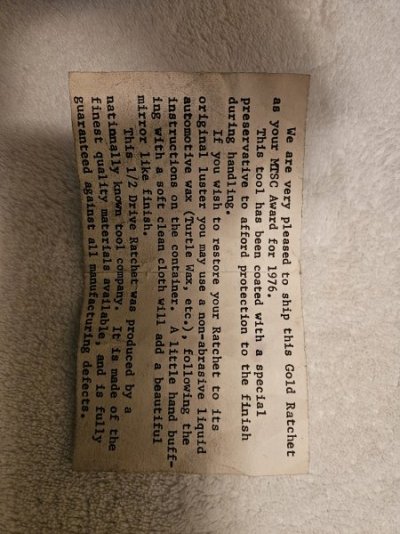 We are very pleased to ship this Gold Ratchet
as your MTSC Award for 1976.
This tool has been coated with a special
preservative to afford protection to the finish
during handling.
If you wish to restore your Ratchet to its
original luster you may use a non-abrasive liquid
automotive wax (Turtle Wax, etc.), following the
instructions on the container. A little hand buff-
ing with a soft clean cloth will add a beautiful
mirror like finish.
This 1/2 Drive Ratchet was produced by a
nationally known tool company. It is made of the
finest quality materials available, and is fully
guaranteed against all manufacturing defects.